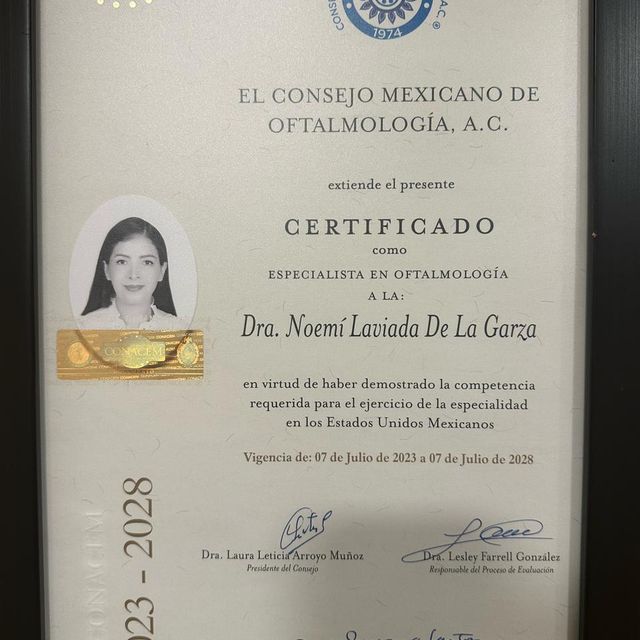 CONS
A.C.®
1974
EL CONSEJO MEXICANO DE
OFTALMOLOGÍA, A.C.
extiende el presente
CERTIFICADO
como
ESPECIALISTA EN OFTALMOLOGÍA
A LA:
Dra. Noemí Laviada De La Garza
CONACEM
en virtud de haber demostrado la competencia
requerida para el ejercicio de la especialidad
en los Estados Unidos Mexicanos
Vigencia de: 07 de Julio de 2023 a 07 de Julio de 2028
CONACEM
023 - 2028
Dra. Laura Leticia Arroyo Muñoz
Presidente del Consejo
Dra. Lesley Farrell González
Responsable del Proceso de Evaluación